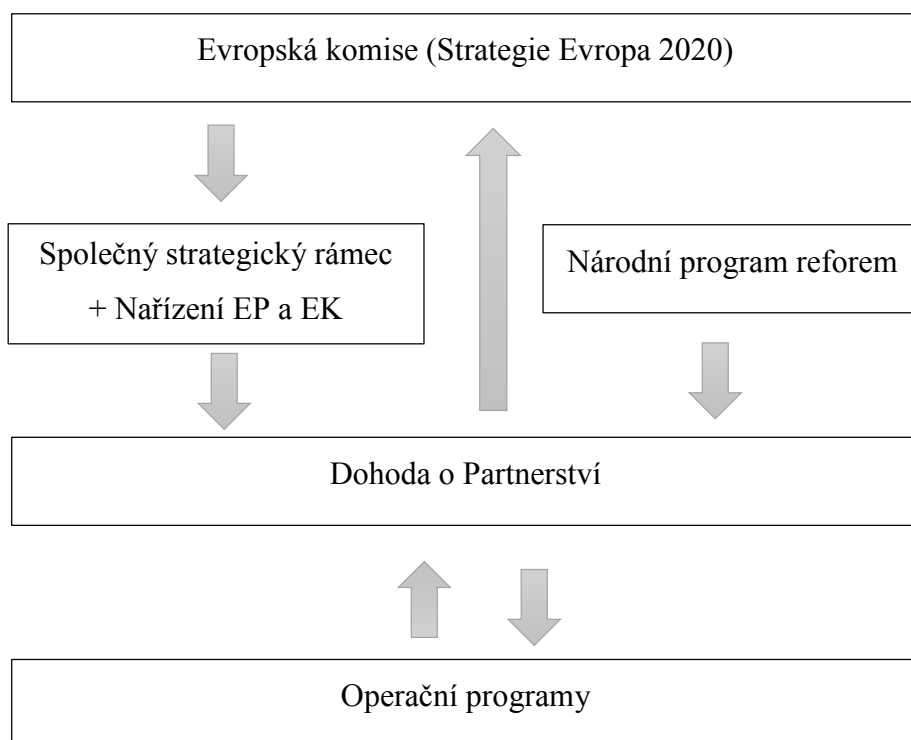 Evropská komise (Strategie Evropa 2020)
Společný strategický rámec
+ Nařízení EP a EK
Národní program reforem
Dohoda o Partnerství
Operační programy